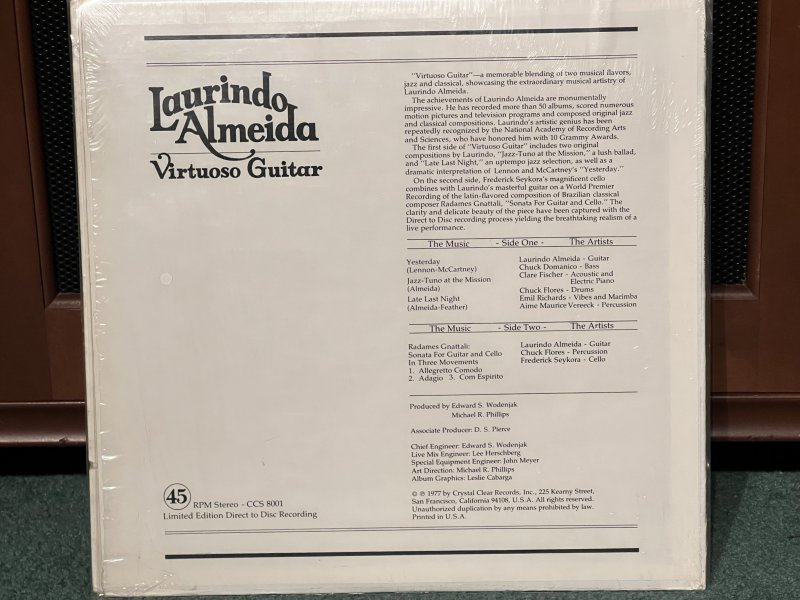 Laurindo
Almeida
Virtuoso Guitar
"Virtuoso Guitar"—a memorable blending of two musical flavors,
jazz and classical, showcasing the extraordinary musical artistry of
Laurindo Almeida.
The achievements of Laurindo Almeida are monumentally
impressive. He has recorded more than 50 albums, scored numerous
motion pictures and television programs and composed original jazz
and classical compositions. Laurindo's artistic genius has been
repeatedly recognized by the National Academy of Recording Arts
and Sciences, who have honored him with 10 Grammy Awards.
The first side of "Virtuoso Guitar" includes two original
compositions by Laurindo, "Jazz-Tuno at the Mission," a lush ballad,
and "Late Last Night," an uptempo jazz selection, as well as a
dramatic interpretation of Lennon and McCartney's "Yesterday."
On the second side, Frederick Seykora's magnificent cello
combines with Laurindo's masterful guitar on a World Premier
Recording of the latin-flavored composition of Brazilian classical
composer Radames Gnattali, "Sonata For Guitar and Cello." The
clarity and delicate beauty of the piece have been captured with the
Direct to Disc recording process yielding the breathtaking realism of a
live performance.
The Music - Side One - The Artists
Yesterday
(Lennon-McCartney)
Jazz-Tuno at the Mission
(Almeida)
Late Last Night
(Almeida-Feather)
Laurindo Almeida - Guitar
Chuck Domanico - Bass
Clare Fischer - Acoustic and
Electric Piano
Chuck Flores - Drums
Emil Richards - Vibes and Marimba
Aime Maurice Vereeck - Percussion
The Music - Side Two - The Artists
Radames Gnattali:
Sonata For Guitar and Cello
In Three Movements
1. Allegretto Comodo
2. Adagio 3. Com Espirito
Laurindo Almeida - Guitar
Chuck Flores - Percussion
Frederick Seykora - Cello
Produced by Edward S. Wodenjak
Michael R. Phillips
Associate Producer: D. S. Pierce
Chief Engineer: Edward S. Wodenjak
Live Mix Engineer: Lee Herschberg
Special Equipment Engineer: John Meyer
Art Direction: Michael R. Phillips
Album Graphics: Leslie Cabarga
© ℗ 1977 by Crystal Clear Records, Inc., 225 Kearny Street,
San Francisco, California 94108, U.S.A. All rights reserved.
Unauthorized duplication by any means prohibited by law.
Printed in U.S.A.
45 RPM Stereo - CCS 8001
Limited Edition Direct to Disc Recording